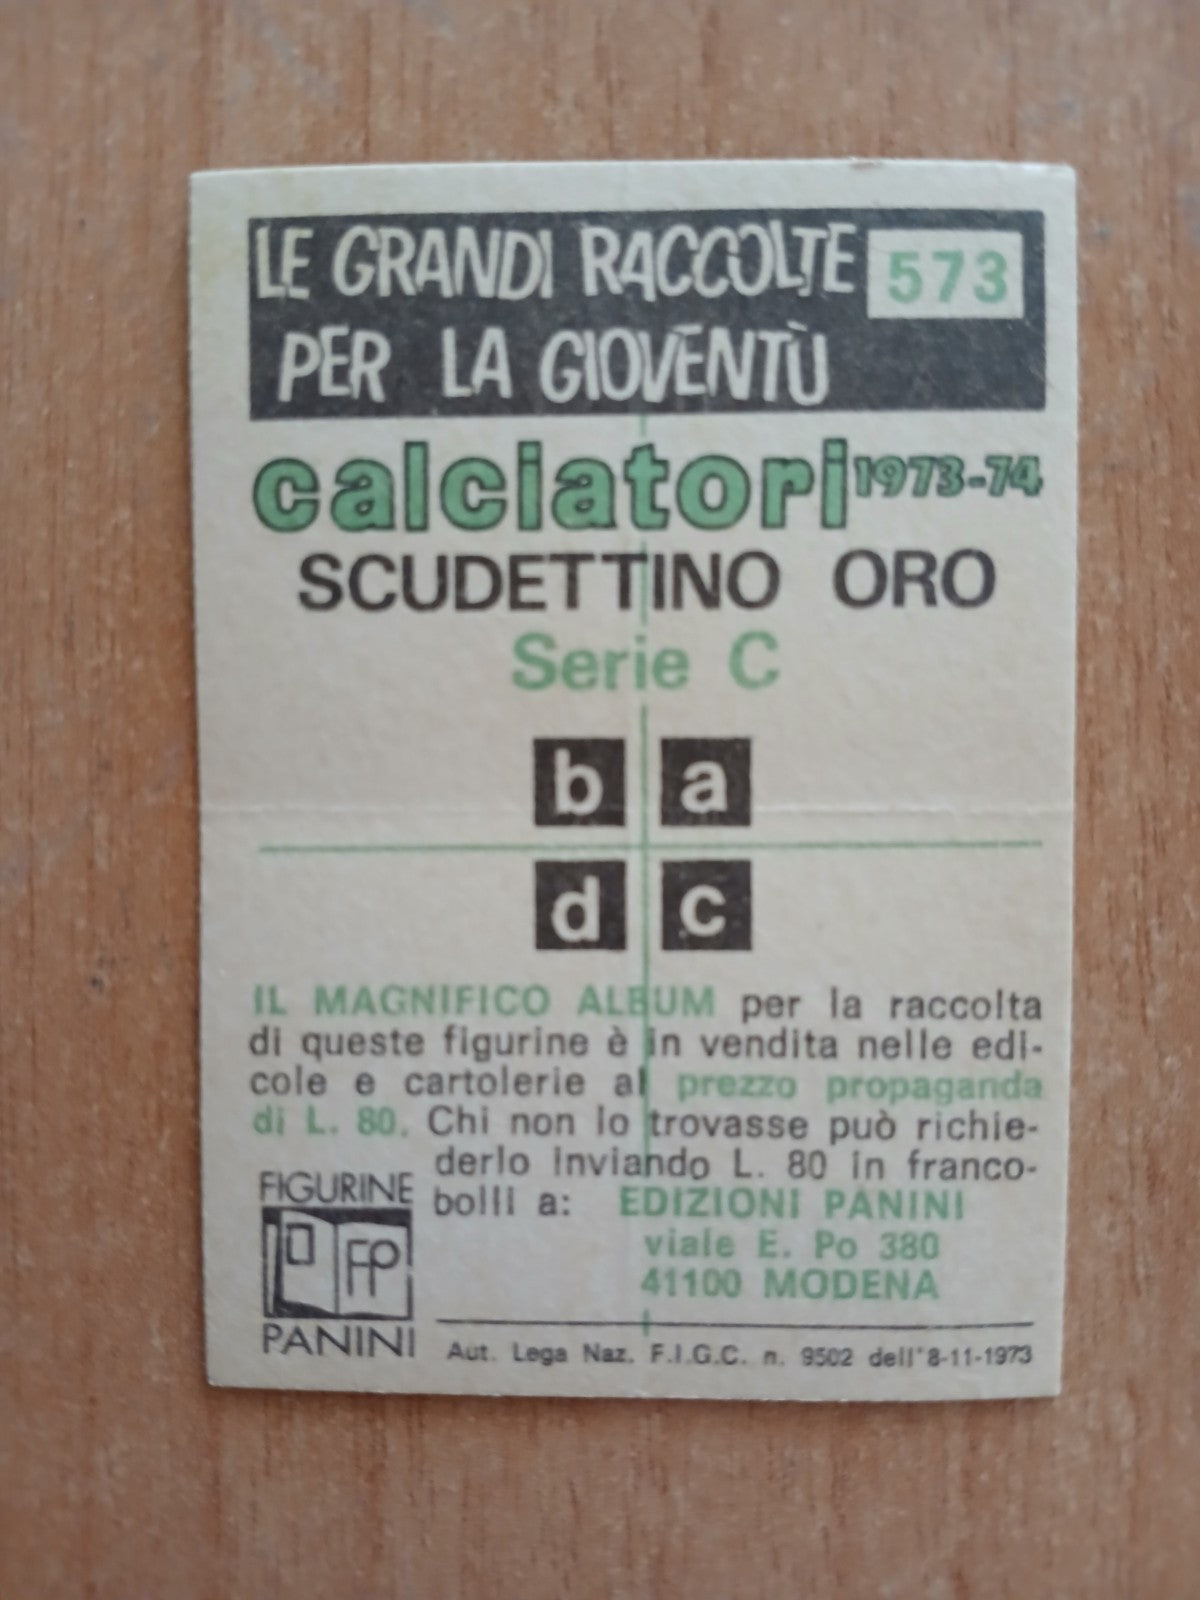 LE GRANDI RACCOLTE 573
PER LA GIOVENTÙ
calciatori 1973-74
SCUDETTINO ORO
Serie C
b a
d c
IL MAGNIFICO ALBUM per la raccolta
di queste figurine è in vendita nelle edi-
cole e cartolerie al prezzo propaganda
di L. 80. Chi non lo trovasse può richie-
derlo inviando L. 80 in franco-
bolli a: EDIZIONI PANINI
viale E. Po 380
41100 MODENA
FIGURINE
FP
PANINI
Aut. Lega Naz. F.I.G.C. n. 9502 dell'8-11-1973